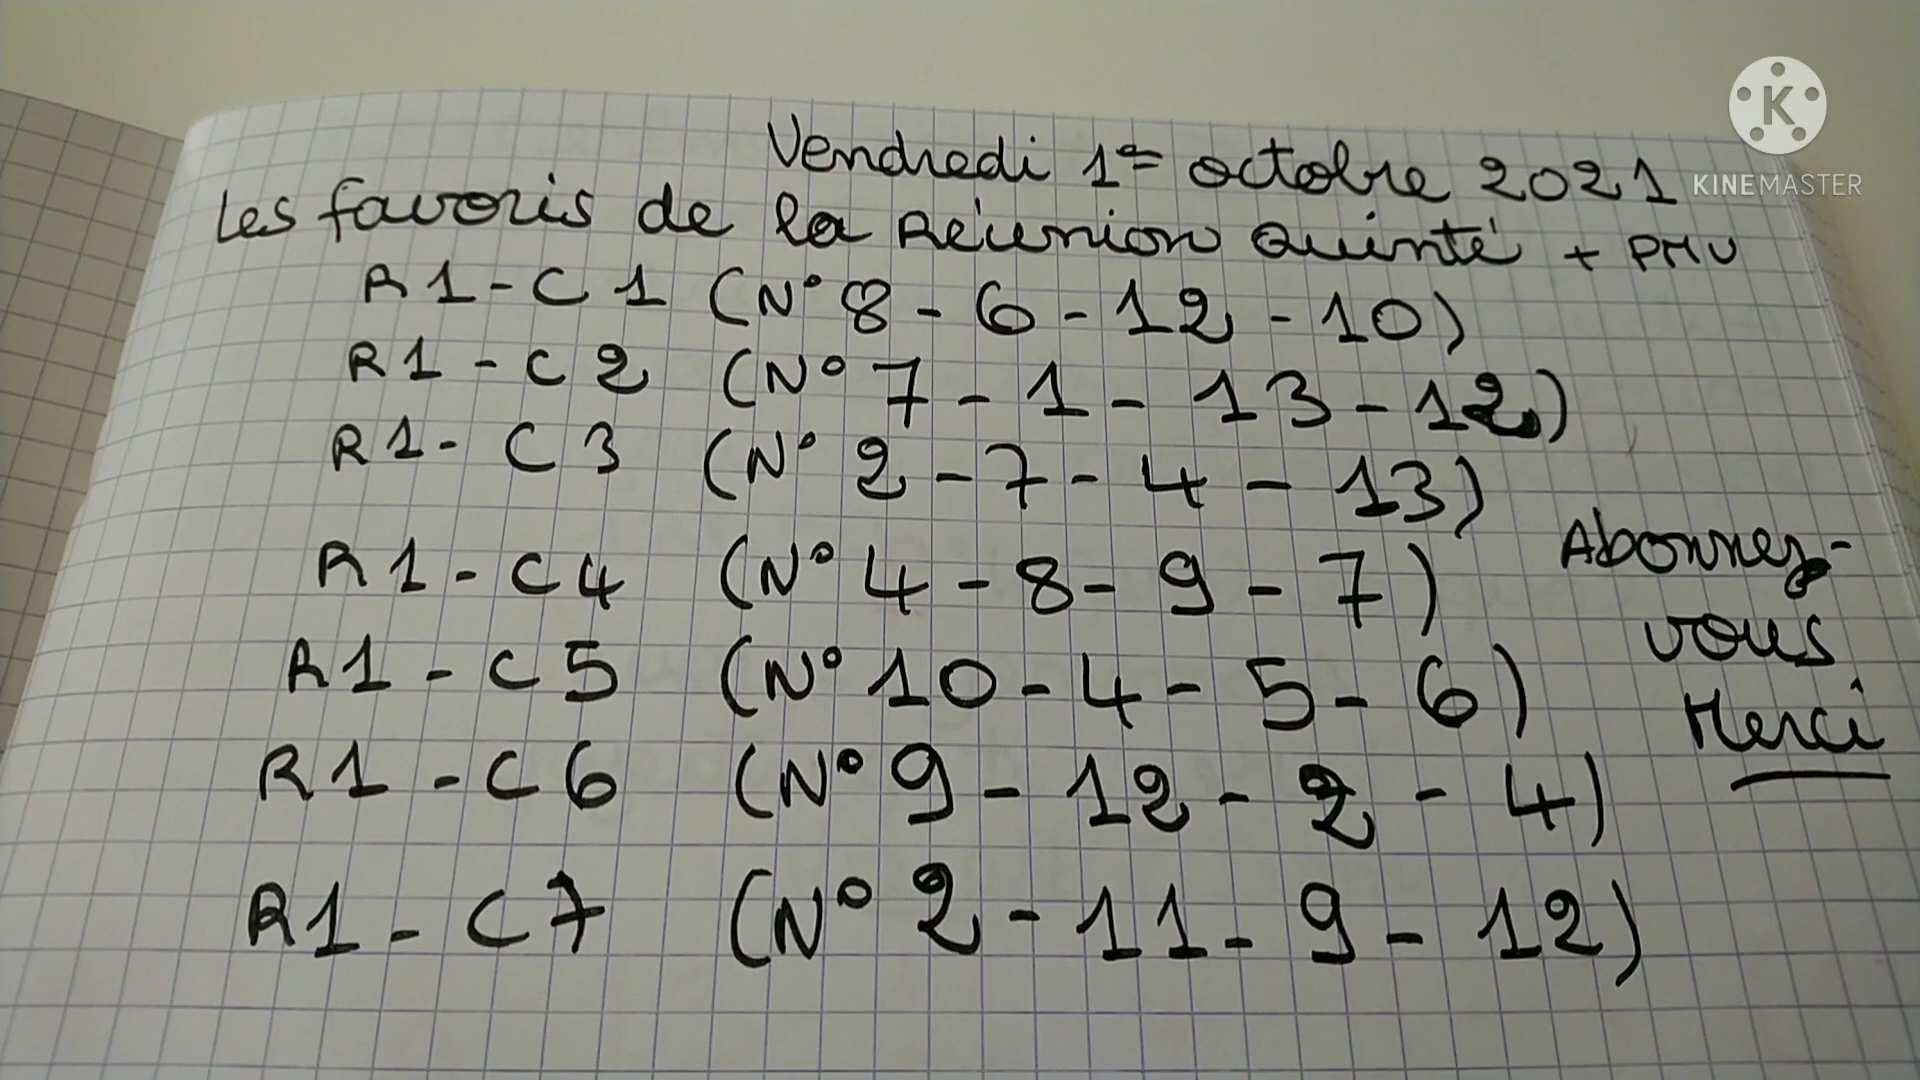 Vendredi 1er octobre 2021
Les favoris de la Réunion Quinté + PMU
R1-C1 (N° 8 - 6 - 12 - 10)
R1 - C2 (N° 7 - 1 - 13 - 12)
R1 - C3 (N° 2 - 7 - 4 - 13)
R1 - C4 (N° 4 - 8 - 9 - 7)
R1 - C5 (N° 10 - 4 - 5 - 6)
R1 - C6 (N° 9 - 12 - 2 - 4)
R1 - C7 (N° 2 - 11 - 9 - 12)
Abonnez-
vous
Merci
K
KINEMASTER